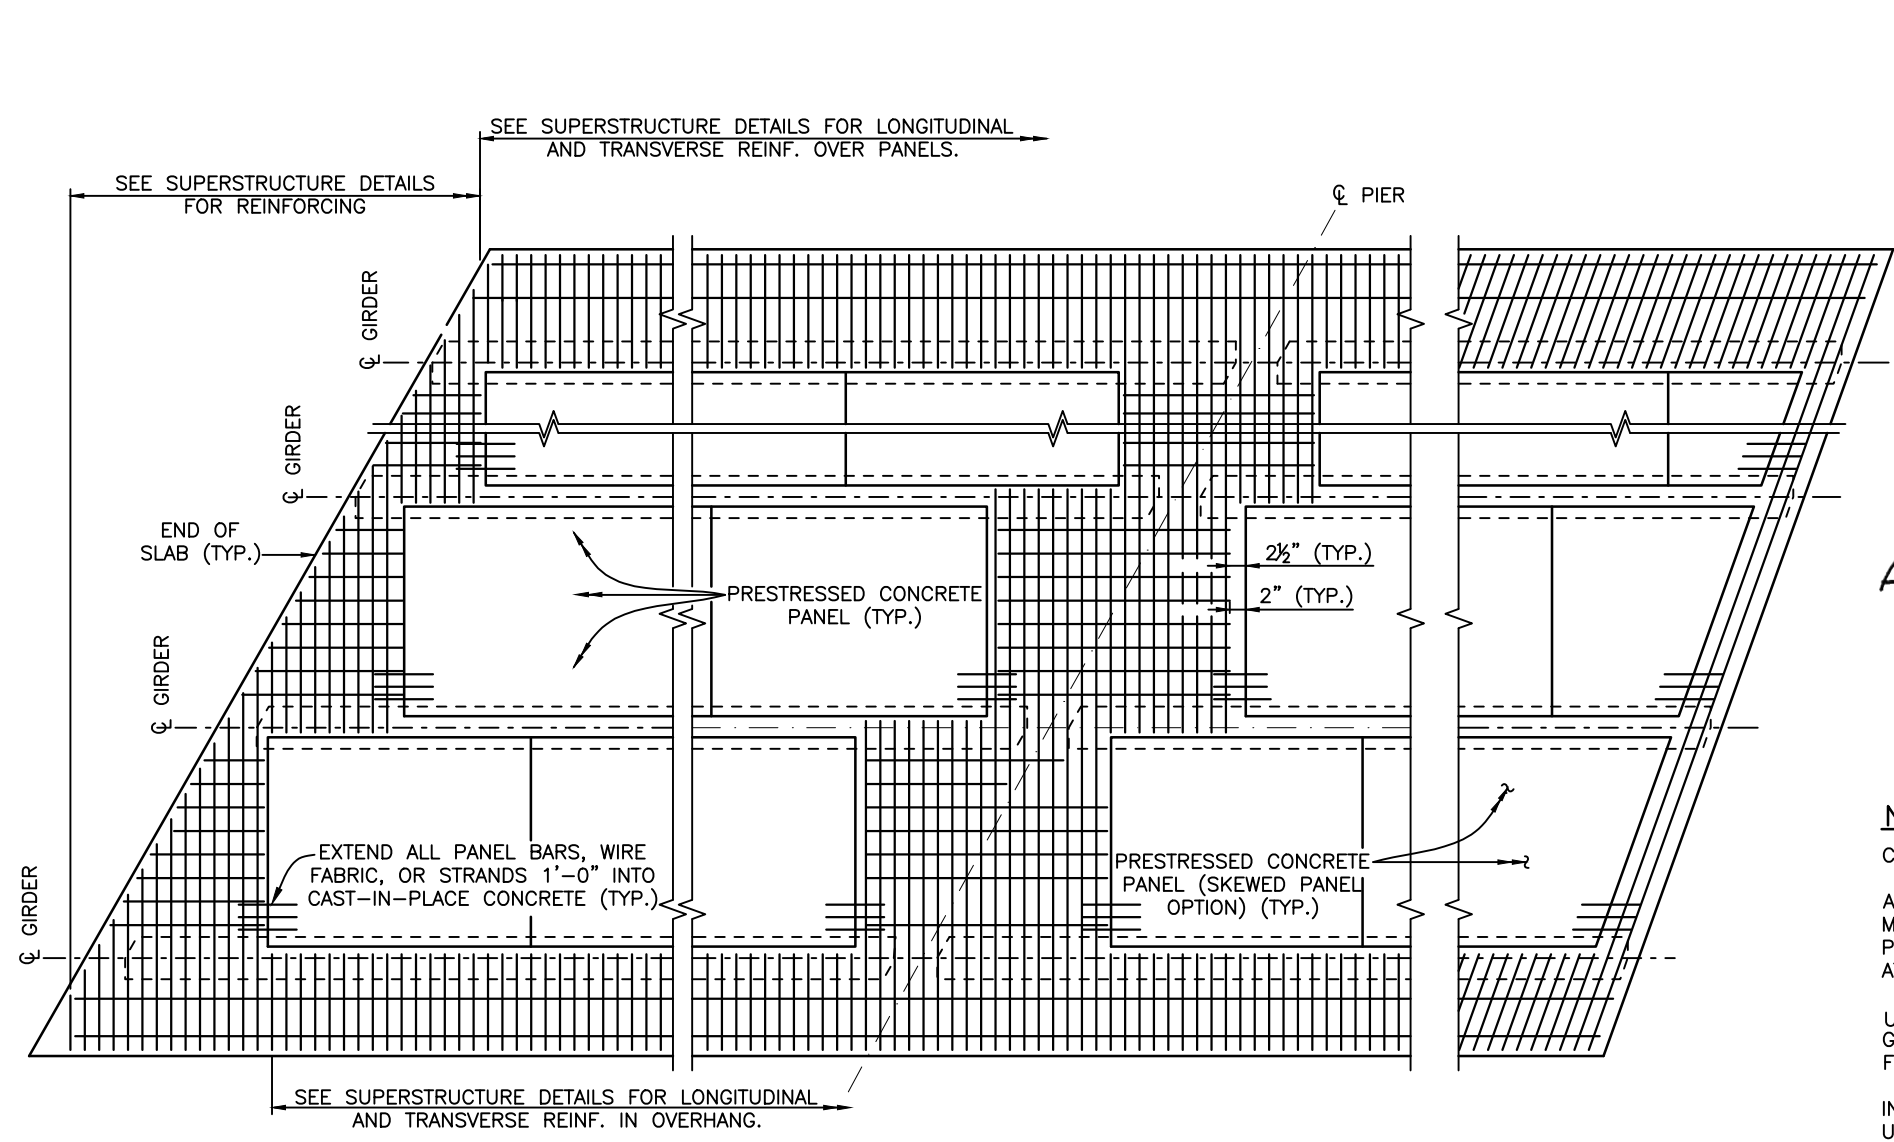 SEE SUPERSTRUCTURE DETAILS FOR LONGITUDINAL
AND TRANSVERSE REINF. OVER PANELS.
SEE SUPERSTRUCTURE DETAILS
FOR REINFORCING
℄ PIER
℄ GIRDER
℄ GIRDER
END OF
SLAB (TYP.)
2½" (TYP.)
2" (TYP.)
PRESTRESSED CONCRETE
PANEL (TYP.)
℄ GIRDER
EXTEND ALL PANEL BARS, WIRE
FABRIC, OR STRANDS 1'-0" INTO
CAST-IN-PLACE CONCRETE (TYP.)
PRESTRESSED CONCRETE
PANEL (SKEWED PANEL
OPTION) (TYP.)
℄ GIRDER
SEE SUPERSTRUCTURE DETAILS FOR LONGITUDINAL
AND TRANSVERSE REINF. IN OVERHANG.